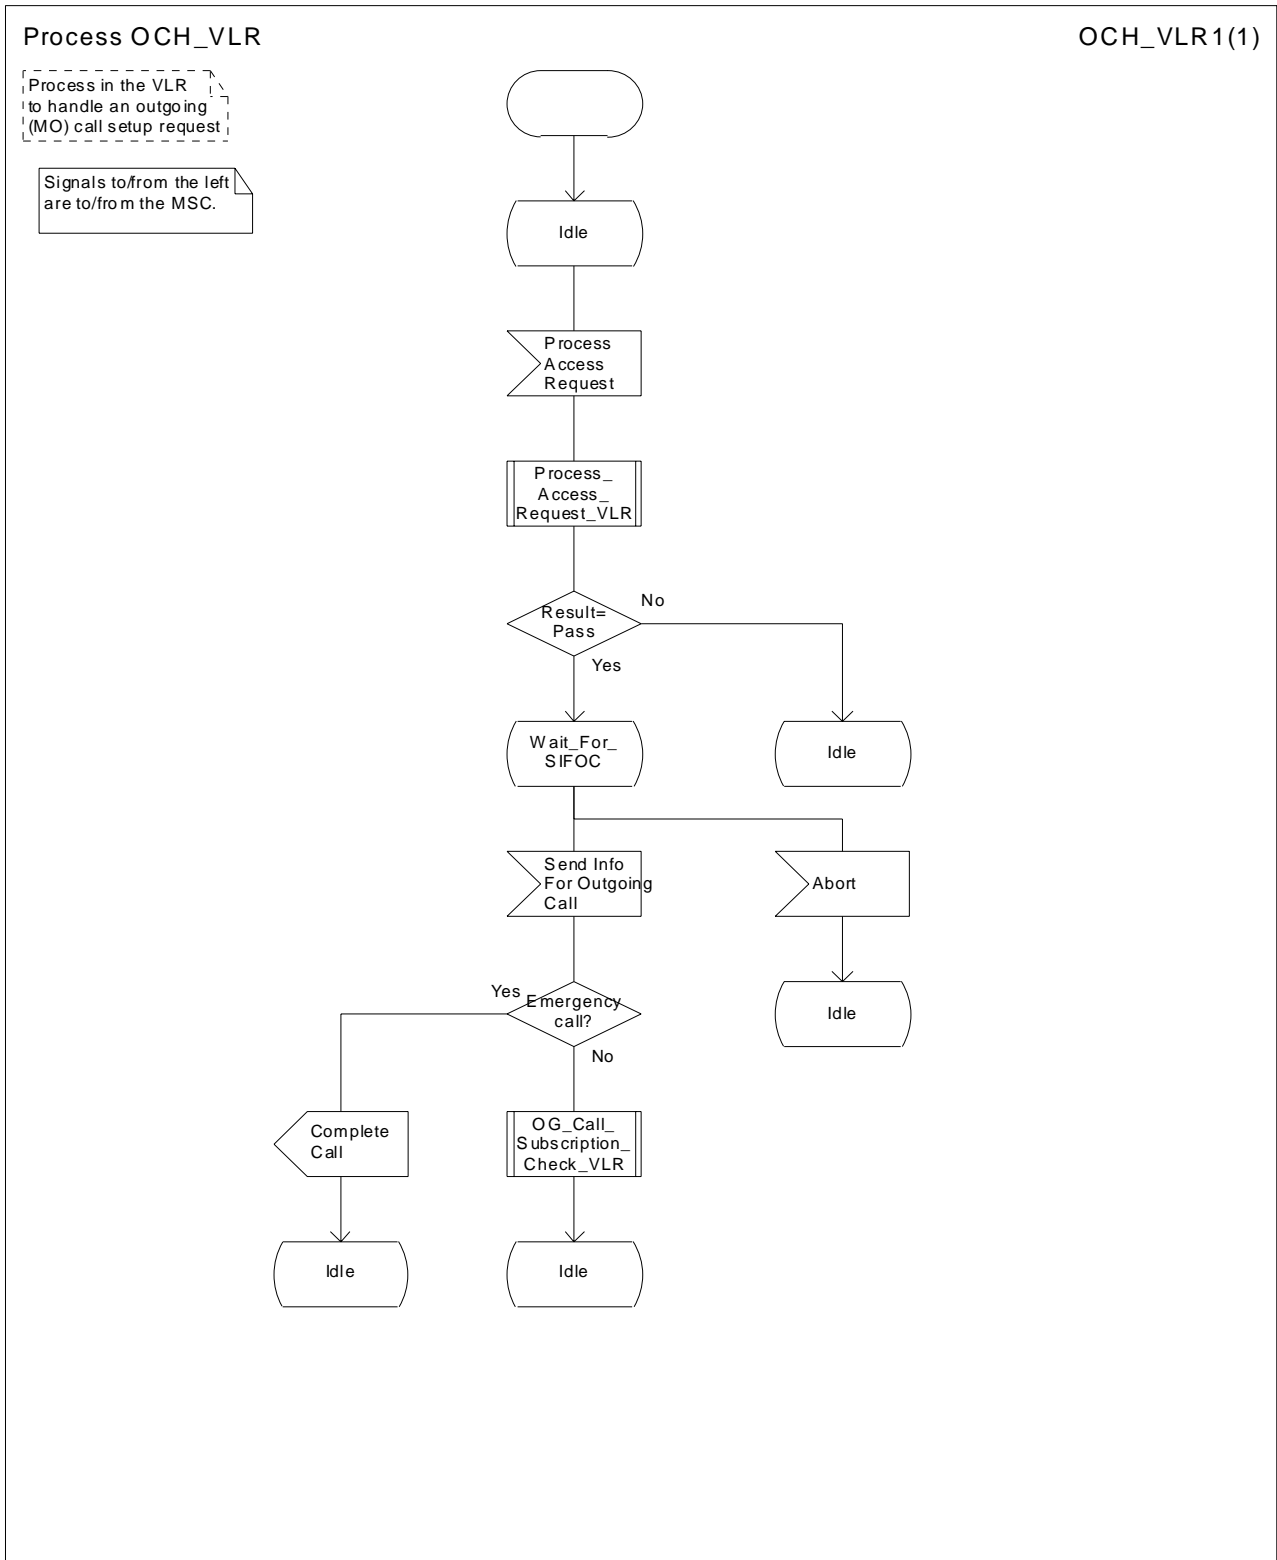 Process OCH_VLR
OCH_VLR1(1)
Process in the VLR
to handle an outgoing
(MO) call setup request
Signals to/from the left
are to/from the MSC.
Idle
Process
Access
Request
Process_
Access_
Request_VLR
Result=
Pass
No
Yes
Wait_For_
SIFOC
Idle
Send Info
For Outgoing
Call
Abort
Yes
Emergency
call?
No
Idle
Complete
Call
OG_Call_
Subscription_
Check_VLR
Idle
Idle